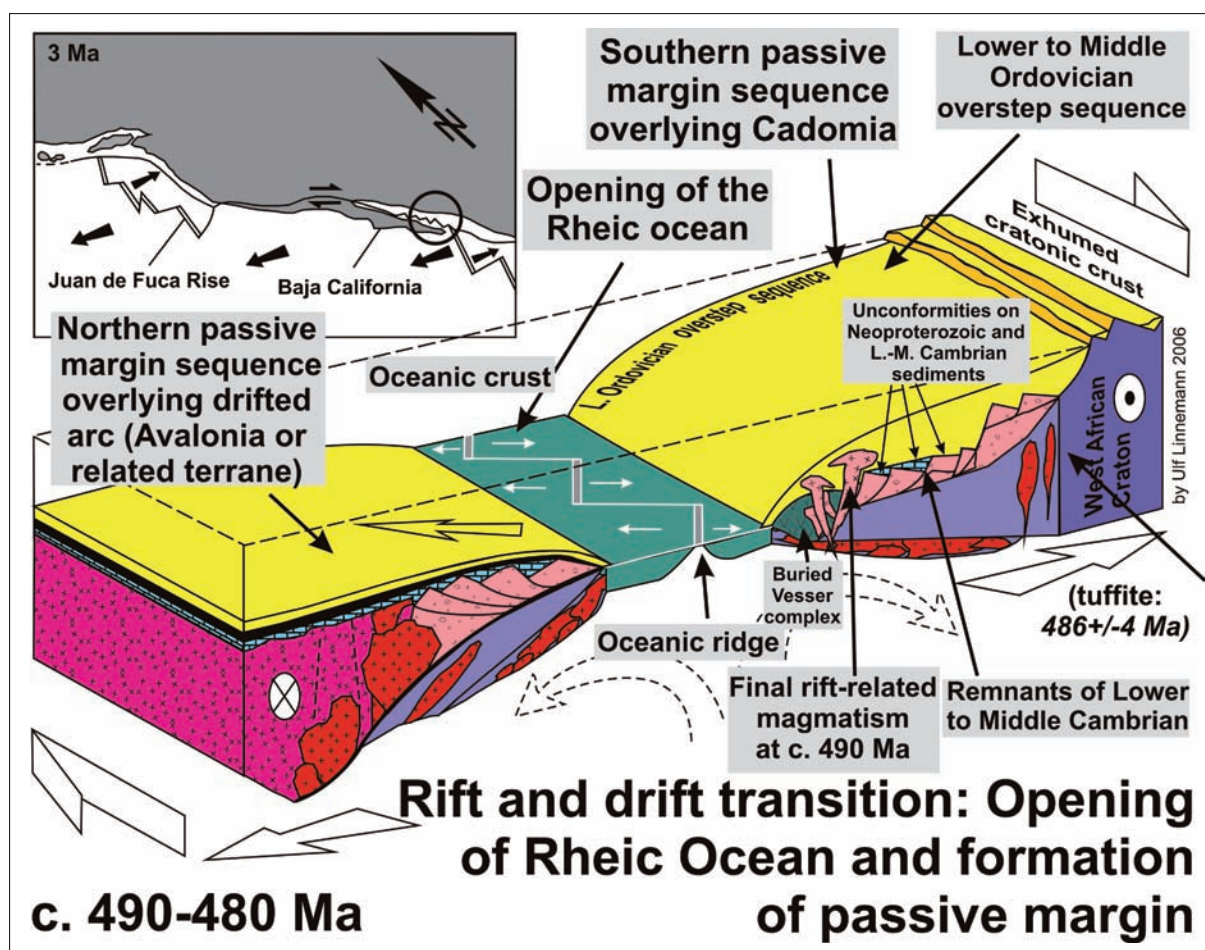 3 Ma
Juan de Fuca Rise
Baja California
Southern passive
margin sequence
overlying Cadomia
Lower to Middle
Ordovician
overstep sequence
Opening of the
Rheic ocean
Exhumed
cratonic crust
Northern passive
margin sequence
overlying drifted
arc (Avalonia or
related terrane)
Oceanic crust
L. Ordovician overstep sequence
Unconformities on
Neoproterozoic and
L.-M. Cambrian
sediments
West African
Craton
by Ulf Linnemann 2006
Buried
Vesser
complex
(tuffite:
486+/-4 Ma)
Oceanic ridge
Final rift-related
magmatism
at c. 490 Ma
Remnants of Lower
to Middle Cambrian
Rift and drift transition: Opening
of Rheic Ocean and formation
of passive margin
c. 490-480 Ma